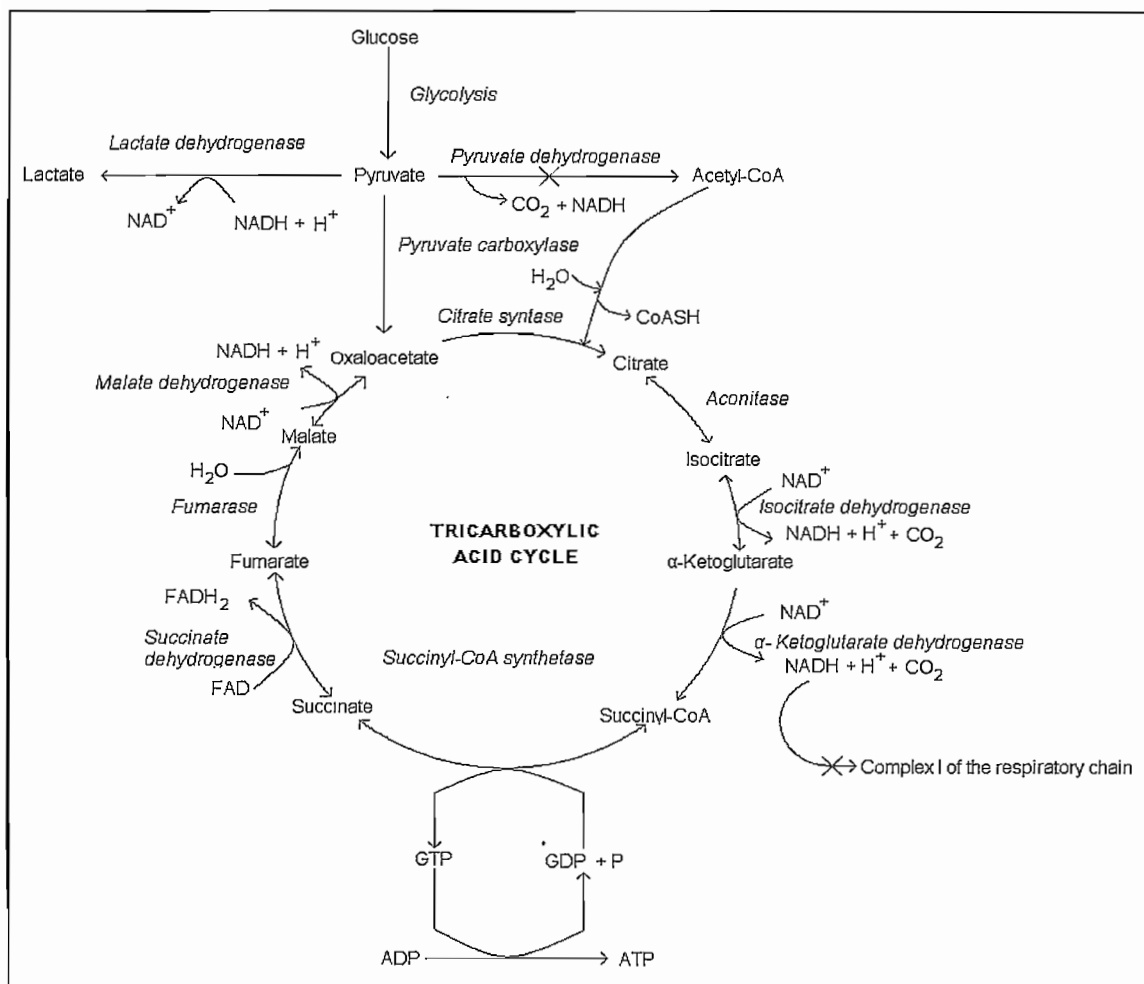 Glucose
Glycolysis
Lactate dehydrogenase
Pyruvate dehydrogenase
Lactate
Pyruvate
Acetyl-CoA
NAD+
NADH + H+
CO2 + NADH
Pyruvate carboxylase
H2O
CoASH
Citrate syntase
NADH + H+
Oxaloacetate
Citrate
Malate dehydrogenase
NAD+
Malate
Aconitase
Isocitrate
H2O
NAD+
Fumarase
Isocitrate dehydrogenase
NADH + H+ + CO2
TRICARBOXYLIC
ACID CYCLE
Fumarate
α-Ketoglutarate
FADH2
NAD+
Succinate
dehydrogenase
Succinyl-CoA synthetase
α- Ketoglutarate dehydrogenase
NADH + H+ + CO2
FAD
Succinate
Succinyl-CoA
Complex I of the respiratory chain
GTP
GDP + P
ADP
ATP